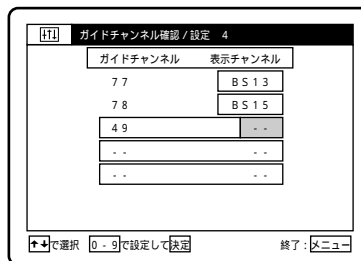 ガイドチャンネル確認 / 設定 4
ガイドチャンネル 表示チャンネル
77 BS13
78 BS15
49 - -
- - - -
- - - -
で選択 0 - 9で設定して決定 終了 : メニュー